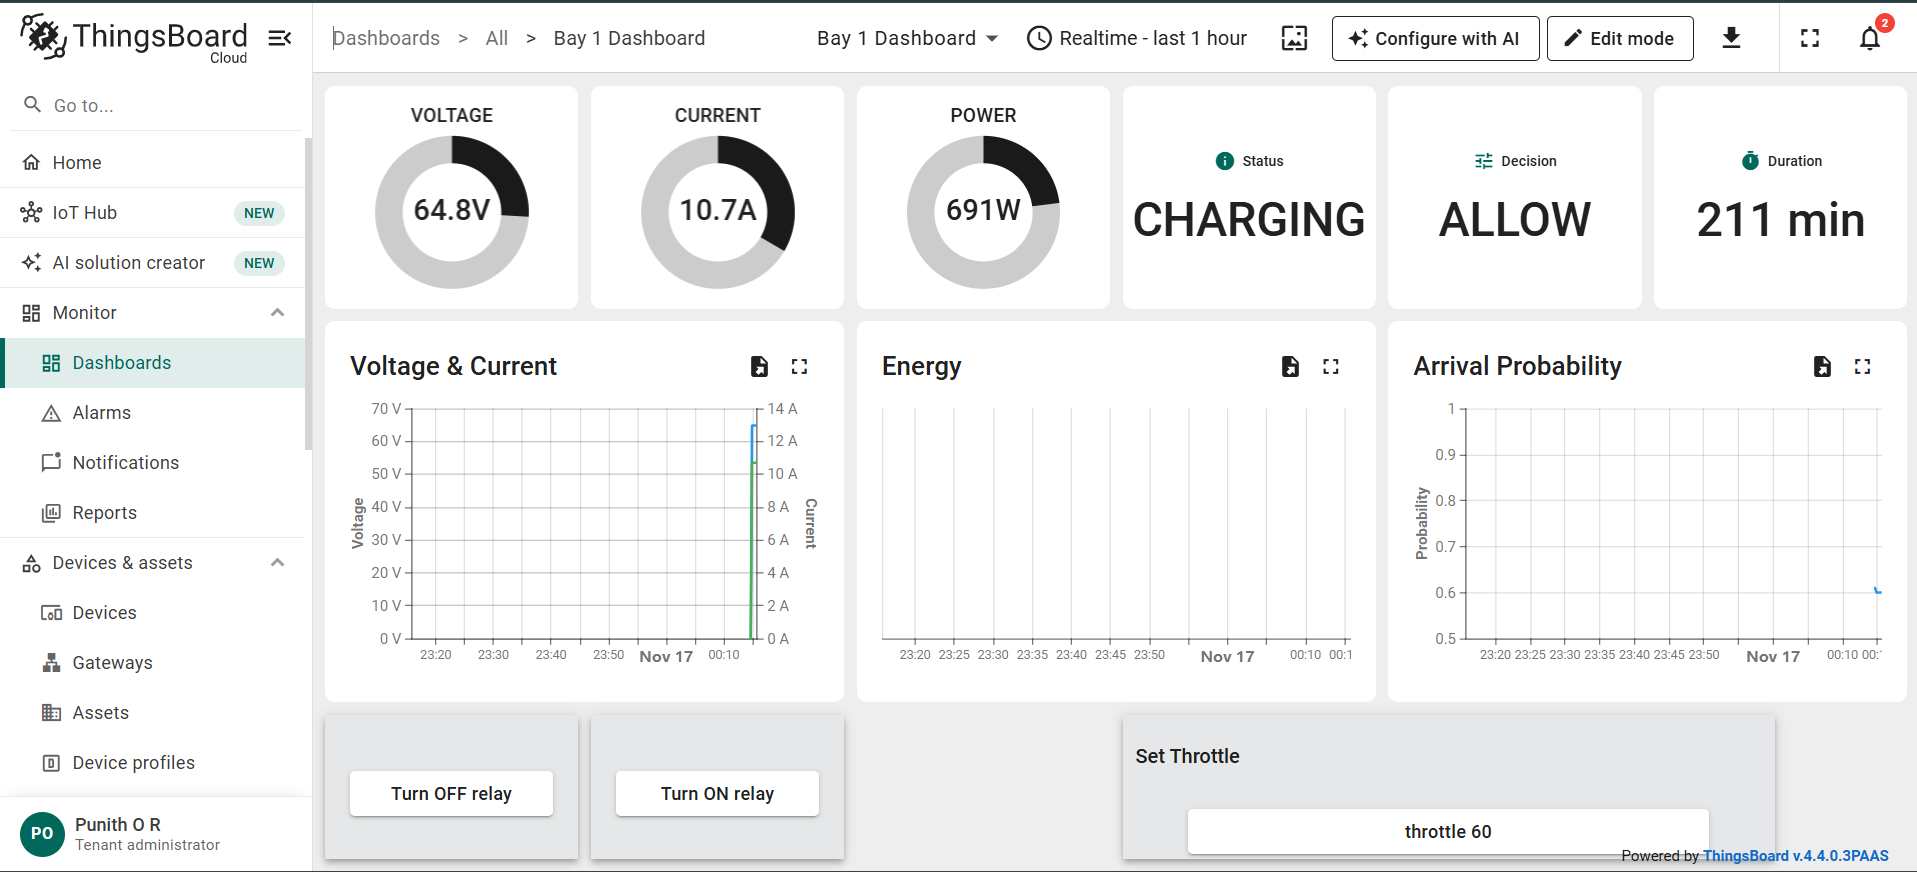 ThingsBoard
Cloud
Dashboards > All > Bay 1 Dashboard
Bay 1 Dashboard
Realtime - last 1 hour
Configure with AI
Edit mode
2
Go to...
Home
IoT Hub NEW
AI solution creator NEW
Monitor
Dashboards
Alarms
Notifications
Reports
Devices & assets
Devices
Gateways
Assets
Device profiles
PO
Punith O R
Tenant administrator
VOLTAGE
64.8V
CURRENT
10.7A
POWER
691W
Status
CHARGING
Decision
ALLOW
Duration
211 min
Voltage & Current
70 V 14 A
60 V 12 A
50 V 10 A
40 V 8 A
30 V 6 A
20 V 4 A
10 V 2 A
0 V 0 A
Voltage
Current
23:20 23:30 23:40 23:50 Nov 17 00:10
Energy
23:20 23:25 23:30 23:35 23:40 23:45 23:50 Nov 17 00:10 00:1
Arrival Probability
1
0.9
0.8
0.7
0.6
0.5
Probability
23:20 23:25 23:30 23:35 23:40 23:45 23:50 Nov 17 00:10 00:
Turn OFF relay
Turn ON relay
Set Throttle
throttle 60
Powered by ThingsBoard v.4.4.0.3PAAS